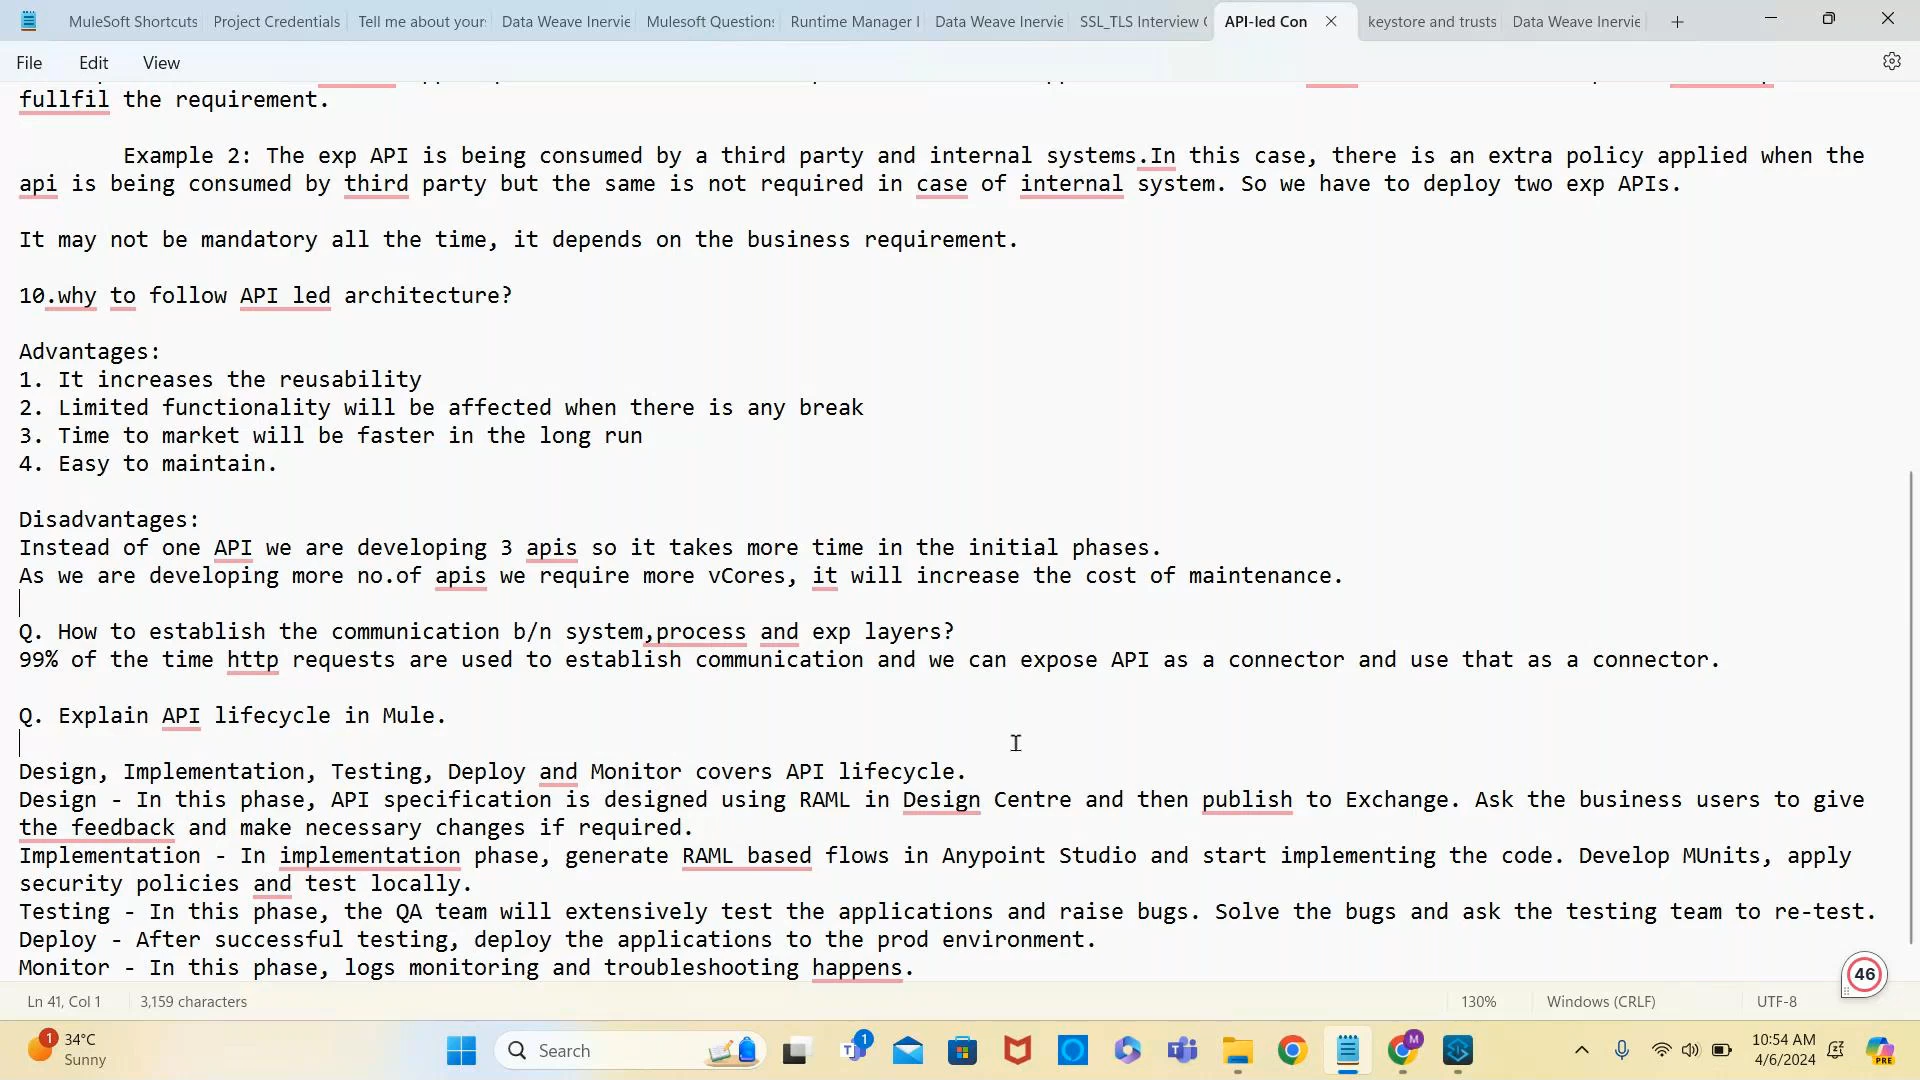 MuleSoft Shortcuts Project Credentials Tell me about your Data Weave Inervie Mulesoft Questions Runtime Manager Data Weave Inervie SSL_TLS Interview API-led Con keystore and trusts Data Weave Inervie
File Edit View
fullfil the requirement.
Example 2: The exp API is being consumed by a third party and internal systems.In this case, there is an extra policy applied when the
api is being consumed by third party but the same is not required in case of internal system. So we have to deploy two exp APIs.
It may not be mandatory all the time, it depends on the business requirement.
10.why to follow API led architecture?
Advantages:
1. It increases the reusability
2. Limited functionality will be affected when there is any break
3. Time to market will be faster in the long run
4. Easy to maintain.
Disadvantages:
Instead of one API we are developing 3 apis so it takes more time in the initial phases.
As we are developing more no.of apis we require more vCores, it will increase the cost of maintenance.
Q. How to establish the communication b/n system,process and exp layers?
99% of the time http requests are used to establish communication and we can expose API as a connector and use that as a connector.
Q. Explain API lifecycle in Mule.
Design, Implementation, Testing, Deploy and Monitor covers API lifecycle.
Design - In this phase, API specification is designed using RAML in Design Centre and then publish to Exchange. Ask the business users to give
the feedback and make necessary changes if required.
Implementation - In implementation phase, generate RAML based flows in Anypoint Studio and start implementing the code. Develop MUnits, apply
security policies and test locally.
Testing - In this phase, the QA team will extensively test the applications and raise bugs. Solve the bugs and ask the testing team to re-test.
Deploy - After successful testing, deploy the applications to the prod environment.
Monitor - In this phase, logs monitoring and troubleshooting happens.
46
Ln 41, Col 1 3,159 characters 130% Windows (CRLF) UTF-8
1 34°C
Sunny
Search
1
M
10:54 AM
4/6/2024
PRE